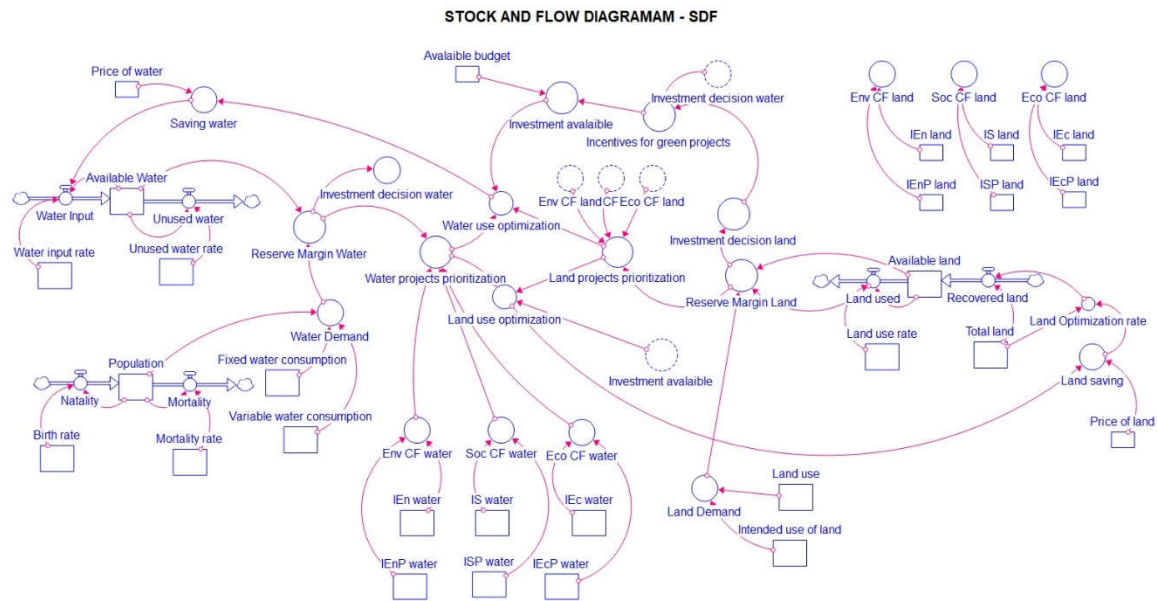 STOCK AND FLOW DIAGRAMAM - SDF
Price of water
Saving water
Avalaible budget
Investment avalaible
Investment decision water
Incentives for green projects
Env CF land
Soc CF land
Eco CF land
IEn land
IS land
IEc land
IEnP land
ISP land
IEcP land
Available Water
Water Input
Unused water
Water input rate
Unused water rate
Investment decision water
Reserve Margin Water
Water use optimization
Env CF land
CF
Eco CF land
Water projects prioritization
Land projects prioritization
Land use optimization
Investment decision land
Reserve Margin Land
Available land
Land used
Recovered land
Land use rate
Total land
Land Optimization rate
Land saving
Price of land
Water Demand
Fixed water consumption
Variable water consumption
Population
Natality
Mortality
Birth rate
Mortality rate
Investment avalaible
Env CF water
Soc CF water
Eco CF water
IEn water
IS water
IEc water
IEnP water
ISP water
IEcP water
Land Demand
Land use
Intended use of land